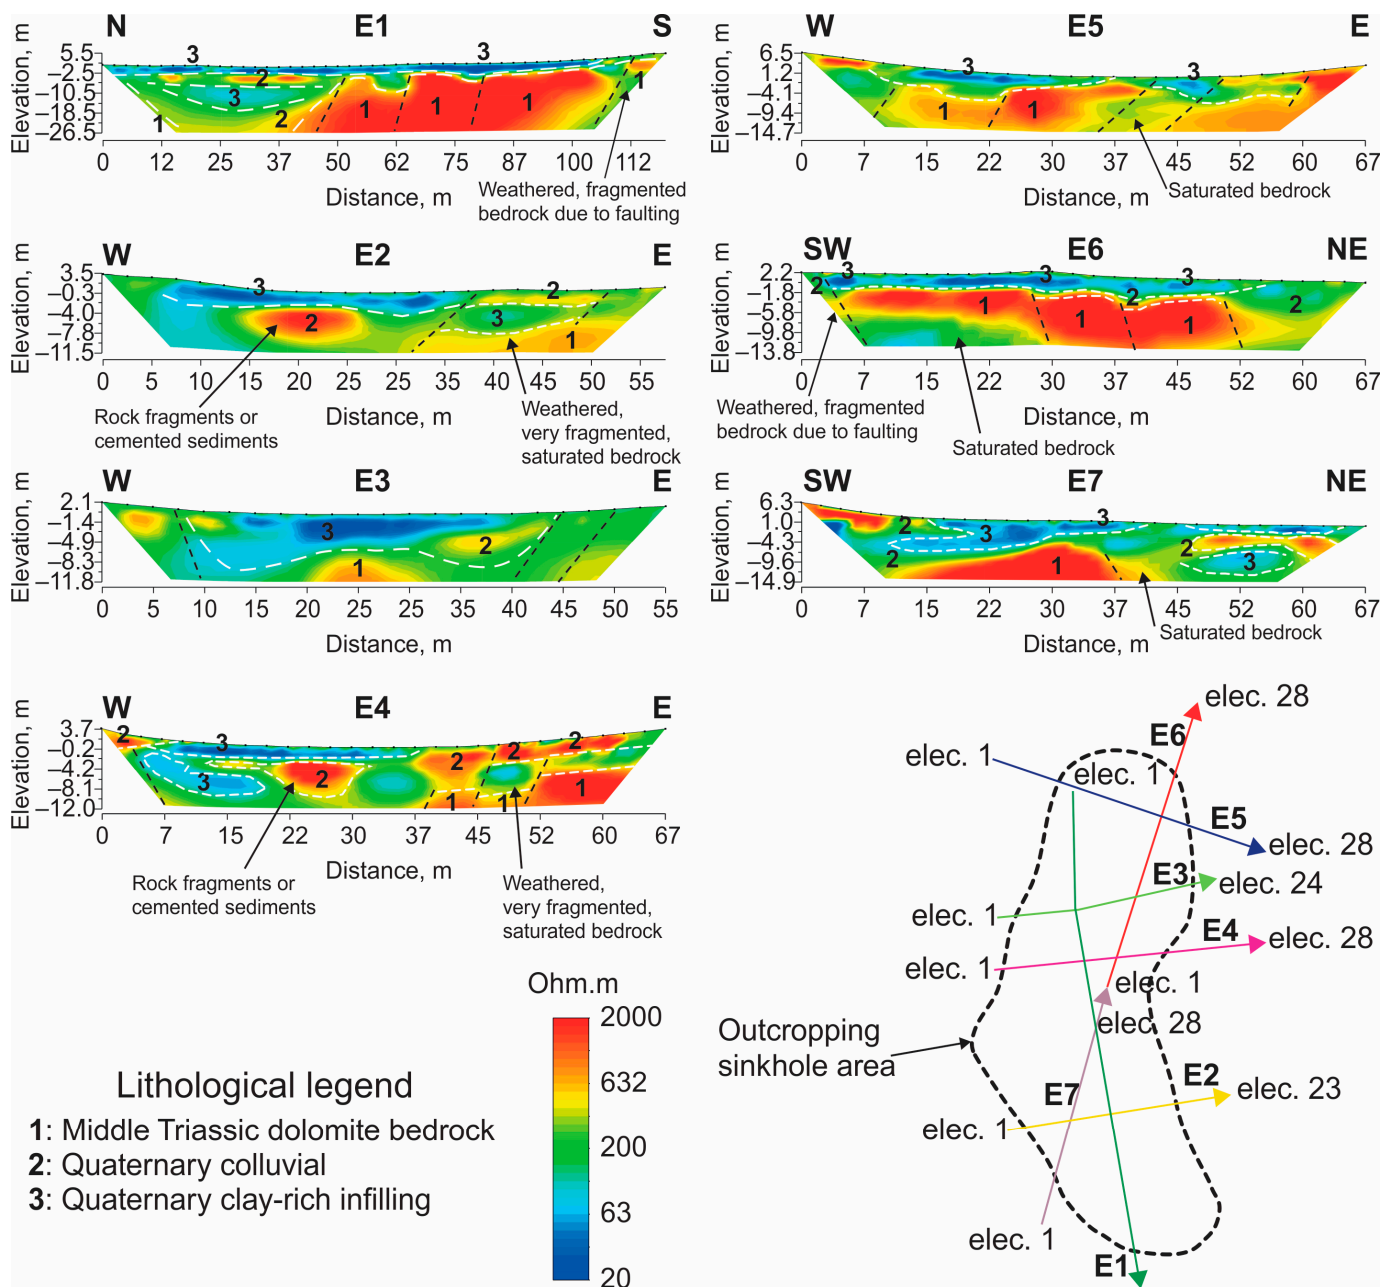 N E1 S
Elevation, m
5.5
−2.5
−10.5
−18.5
−26.5
3 3
2
3
2
1 1 1 1 1
0 12 25 37 50 62 75 87 100 112
Distance, m
Weathered, fragmented
bedrock due to faulting
W E5 E
Elevation, m
6.5
1.2
−4.1
−9.4
−14.7
3 3
1 1
0 7 15 22 30 37 45 52 60 67
Distance, m
Saturated bedrock
W E2 E
Elevation, m
3.5
−0.3
−4.0
−7.8
−11.5
3 2
2 3
1
0 5 10 15 20 25 30 35 40 45 50 55
Distance, m
Rock fragments or
cemented sediments
Weathered,
very fragmented,
saturated bedrock
SW E6 NE
Elevation, m
2.2
−1.8
−5.8
−9.8
−13.8
3 3 3
2 2 2
1 1 1
0 7 15 22 30 37 45 52 60 67
Distance, m
Weathered, fragmented
bedrock due to faulting
Saturated bedrock
W E3 E
Elevation, m
2.1
−1.4
−4.9
−8.3
−11.8
3
2
1
0 5 10 15 20 25 30 35 40 45 50 55
Distance, m
SW E7 NE
Elevation, m
6.3
1.0
−4.3
−9.6
−14.9
2 3 3
2 1 2 3
0 7 15 22 30 37 45 52 60 67
Distance, m
Saturated bedrock
W E4 E
Elevation, m
3.7
−0.2
−4.2
−8.1
−12.0
2 3 2 2 2
3 2
1 1 1
0 7 15 22 30 37 45 52 60 67
Distance, m
Rock fragments or
cemented sediments
Weathered,
very fragmented,
saturated bedrock
Ohm.m
2000
632
200
63
20
Lithological legend
1: Middle Triassic dolomite bedrock
2: Quaternary colluvial
3: Quaternary clay-rich infilling
elec. 28
E6
elec. 1
elec. 1
E5
elec. 28
E3
elec. 24
elec. 1
E4
elec. 28
elec. 1
elec. 1
elec. 28
Outcropping
sinkhole area
E7
E2
elec. 23
elec. 1
elec. 1
E1